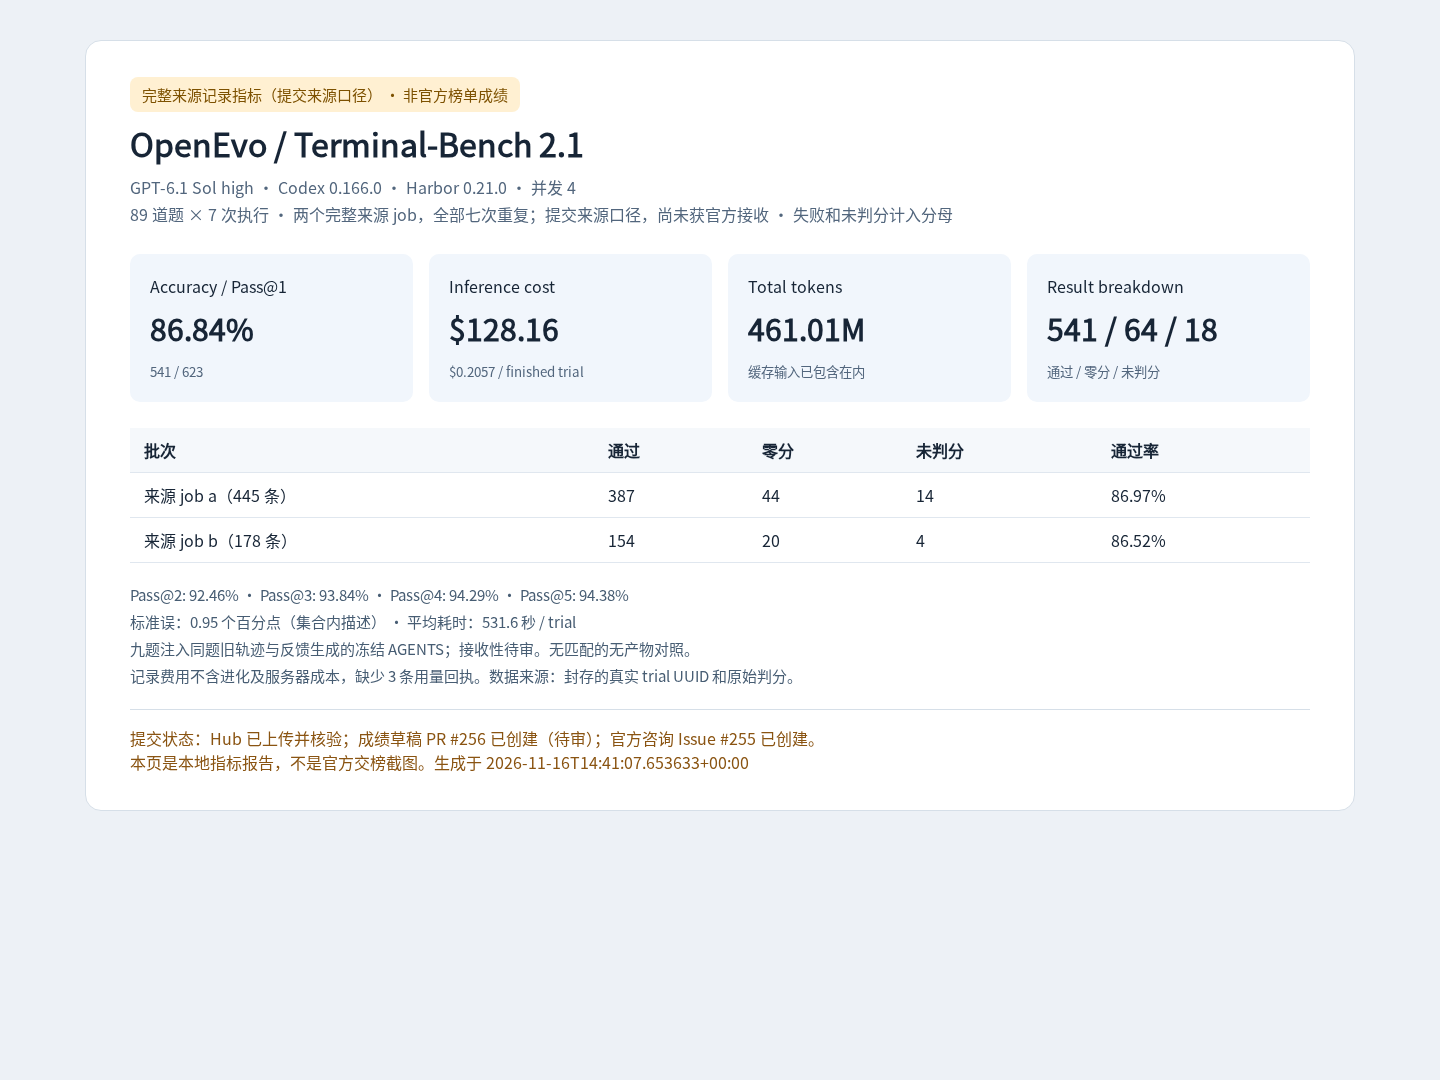 完整来源记录指标（提交来源口径） · 非官方榜单成绩
OpenEvo / Terminal-Bench 2.1
GPT-6.1 Sol high · Codex 0.166.0 · Harbor 0.21.0 · 并发 4
89 道题 × 7 次执行 · 两个完整来源 job，全部七次重复；提交来源口径，尚未获官方接收 · 失败和未判分计入分母
Accuracy / Pass@1
86.84%
541 / 623
Inference cost
$128.16
$0.2057 / finished trial
Total tokens
461.01M
缓存输入已包含在内
Result breakdown
541 / 64 / 18
通过 / 零分 / 未判分
批次 通过 零分 未判分 通过率
来源 job a（445 条） 387 44 14 86.97%
来源 job b（178 条） 154 20 4 86.52%
Pass@2: 92.46% · Pass@3: 93.84% · Pass@4: 94.29% · Pass@5: 94.38%
标准误：0.95 个百分点（集合内描述） · 平均耗时：531.6 秒 / trial
九题注入同题旧轨迹与反馈生成的冻结 AGENTS；接收性待审。无匹配的无产物对照。
记录费用不含进化及服务器成本，缺少 3 条用量回执。数据来源：封存的真实 trial UUID 和原始判分。
提交状态：Hub 已上传并核验；成绩草稿 PR #256 已创建（待审）；官方咨询 Issue #255 已创建。
本页是本地指标报告，不是官方交榜截图。生成于 2026-11-16T14:41:07.653633+00:00